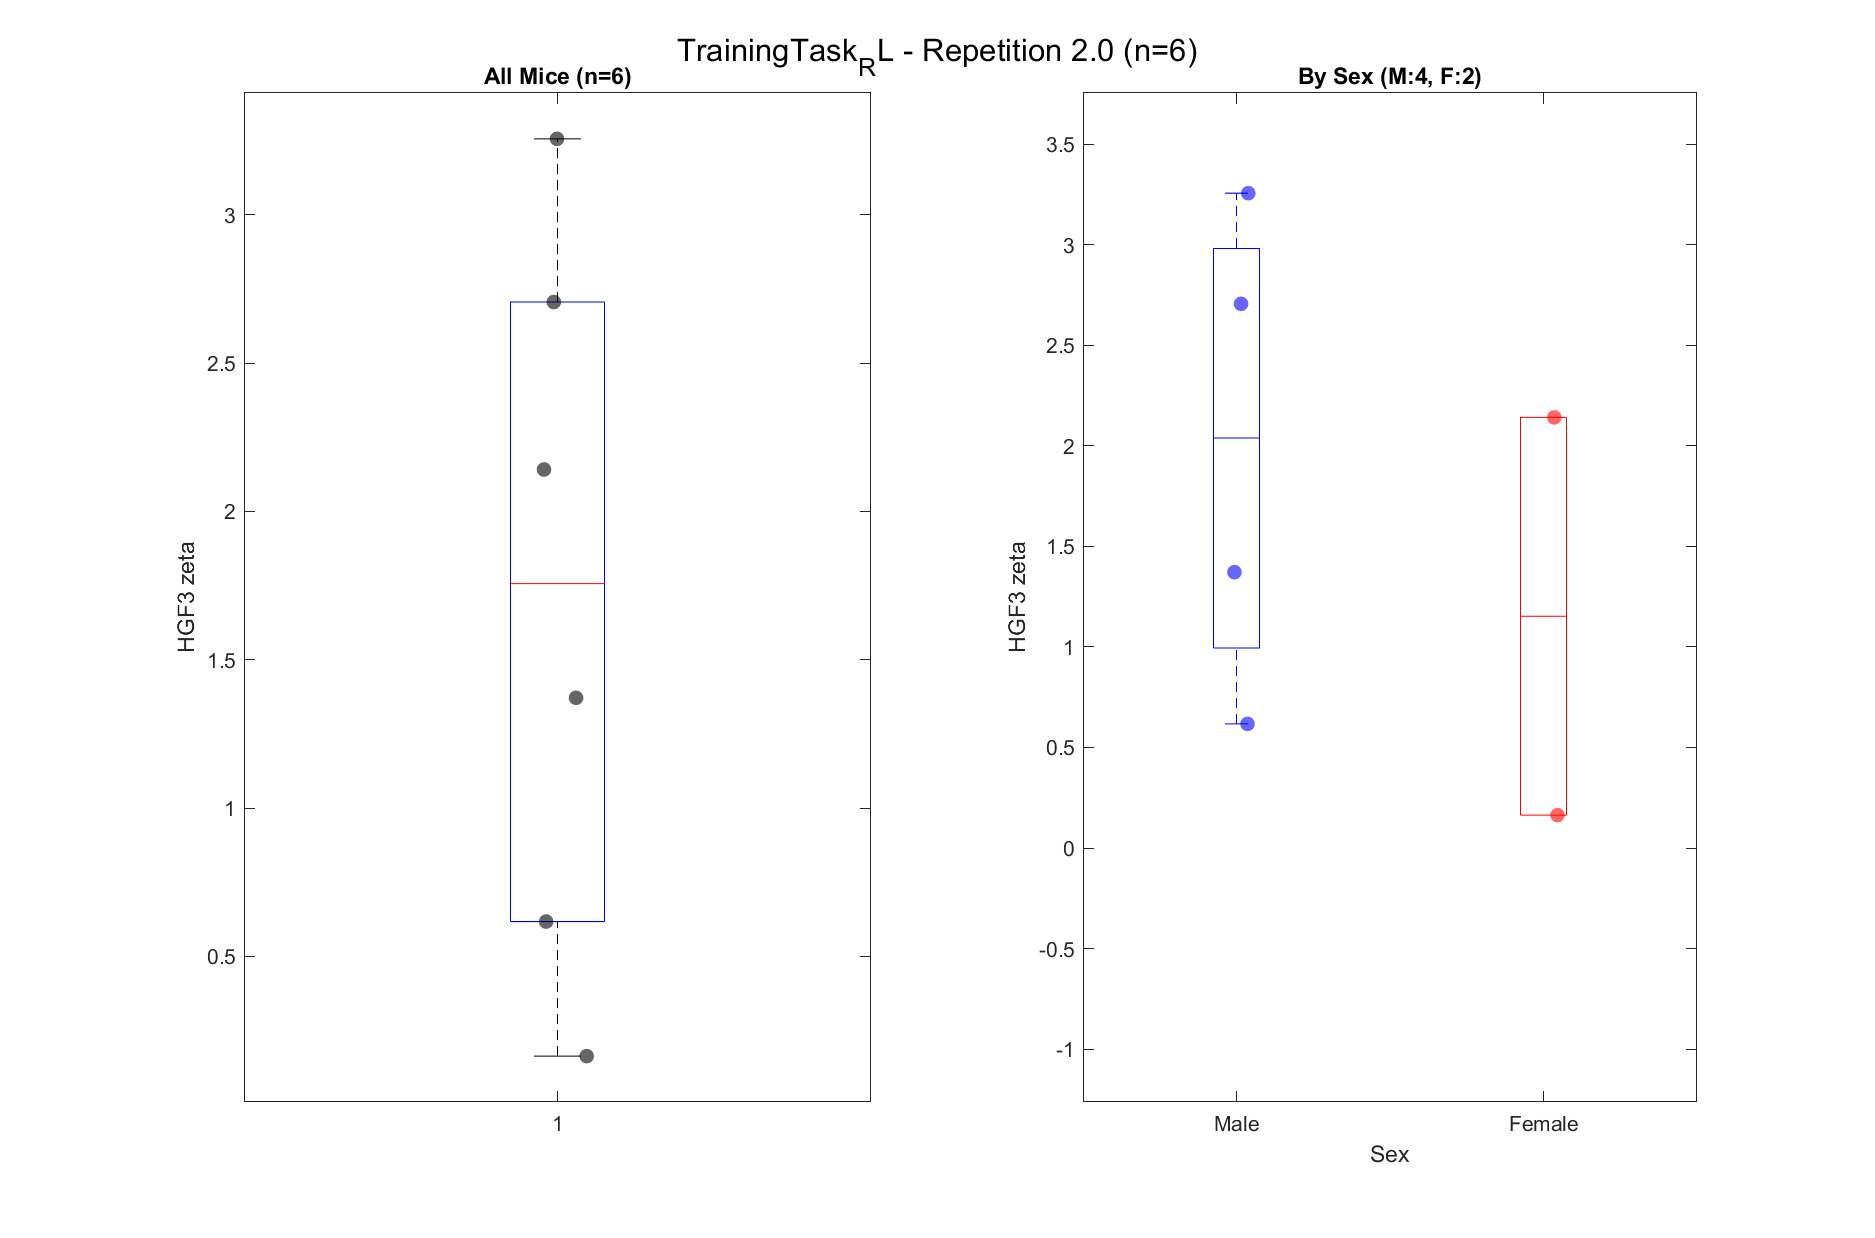 TrainingTask_RL - Repetition 2.0 (n=6)
All Mice (n=6)
HGF3 zeta
3
2.5
2
1.5
1
0.5
1
By Sex (M:4, F:2)
HGF3 zeta
3.5
3
2.5
2
1.5
1
0.5
0
-0.5
-1
Male Female
Sex